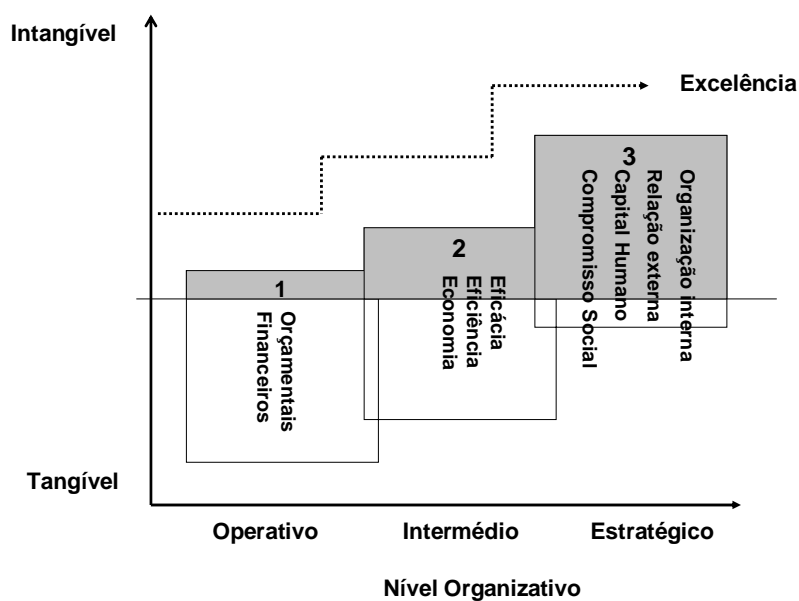 Intangível
Excelência
3
Organização interna
Relação externa
Capital Humano
Compromisso Social
2
Eficácia
Eficiência
Economia
1
Orçamentais
Financeiros
Tangível
Operativo
Intermédio
Estratégico
Nível Organizativo